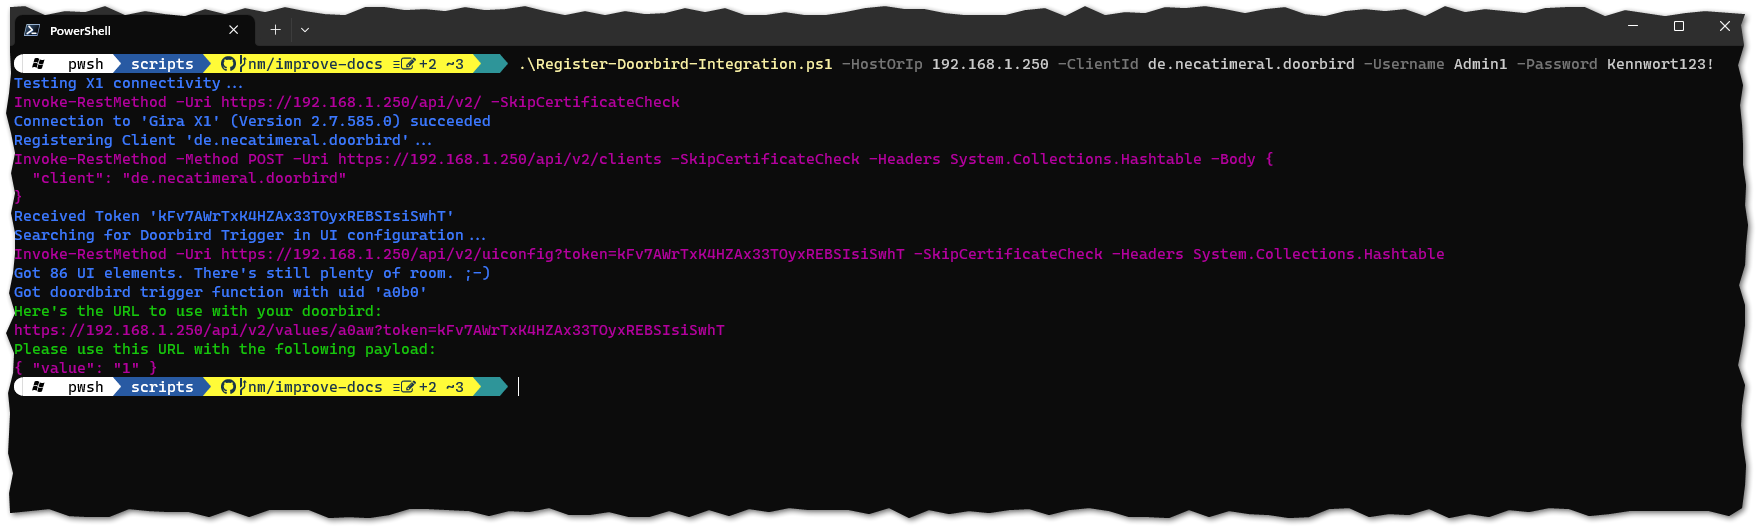 PowerShell
pwsh scripts nm/improve-docs ≡ +2 ~3 .\Register-Doorbird-Integration.ps1 -HostOrIp 192.168.1.250 -ClientId de.necatimeral.doorbird -Username Admin1 -Password Kennwort123!
Testing X1 connectivity...
Invoke-RestMethod -Uri https://192.168.1.250/api/v2/ -SkipCertificateCheck
Connection to 'Gira X1' (Version 2.7.585.0) succeeded
Registering Client 'de.necatimeral.doorbird'...
Invoke-RestMethod -Method POST -Uri https://192.168.1.250/api/v2/clients -SkipCertificateCheck -Headers System.Collections.Hashtable -Body {
"client": "de.necatimeral.doorbird"
}
Received Token 'kFv7AWrTxK4HZAx33TOyxREBSIsiSwhT'
Searching for Doorbird Trigger in UI configuration...
Invoke-RestMethod -Uri https://192.168.1.250/api/v2/uiconfig?token=kFv7AWrTxK4HZAx33TOyxREBSIsiSwhT -SkipCertificateCheck -Headers System.Collections.Hashtable
Got 86 UI elements. There's still plenty of room. ;-)
Got doordbird trigger function with uid 'a0b0'
Here's the URL to use with your doorbird:
https://192.168.1.250/api/v2/values/a0aw?token=kFv7AWrTxK4HZAx33TOyxREBSIsiSwhT
Please use this URL with the following payload:
{ "value": "1" }
pwsh scripts nm/improve-docs ≡ +2 ~3